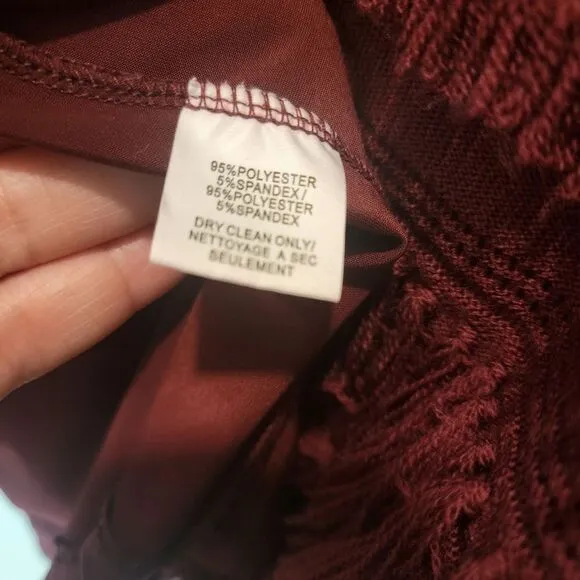 95%POLYESTER
5%SPANDEX/
95%POLYESTER
5%SPANDEX
DRY CLEAN ONLY/
NETTOYAGE A SEC
SEULEMENT